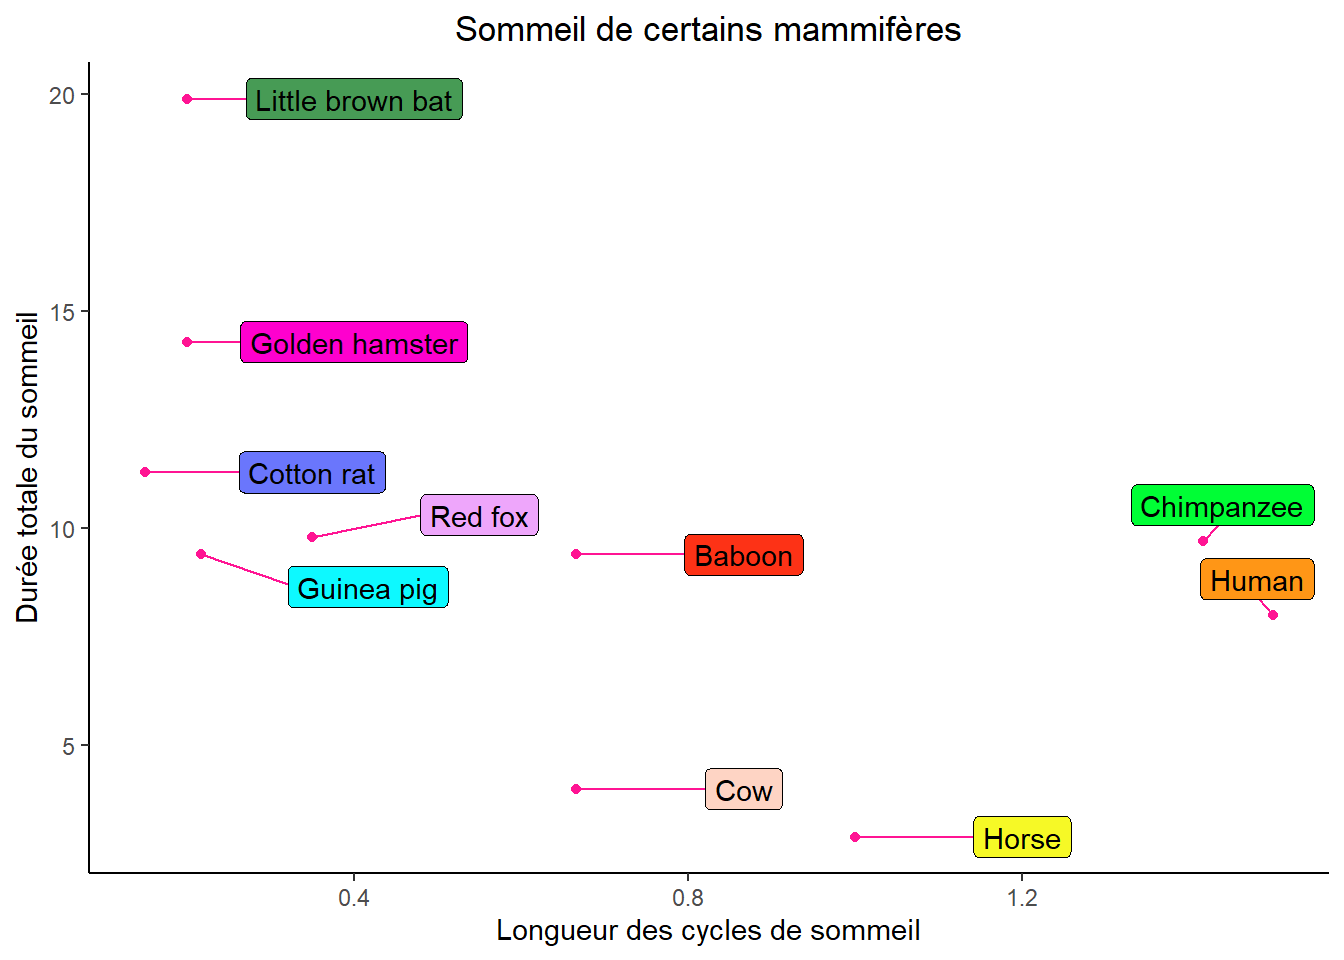 Sommeil de certains mammifères
Durée totale du sommeil
20
15
10
5
Little brown bat
Golden hamster
Cotton rat
Red fox
Chimpanzee
Baboon
Human
Guinea pig
Cow
Horse
0.4
0.8
1.2
Longueur des cycles de sommeil